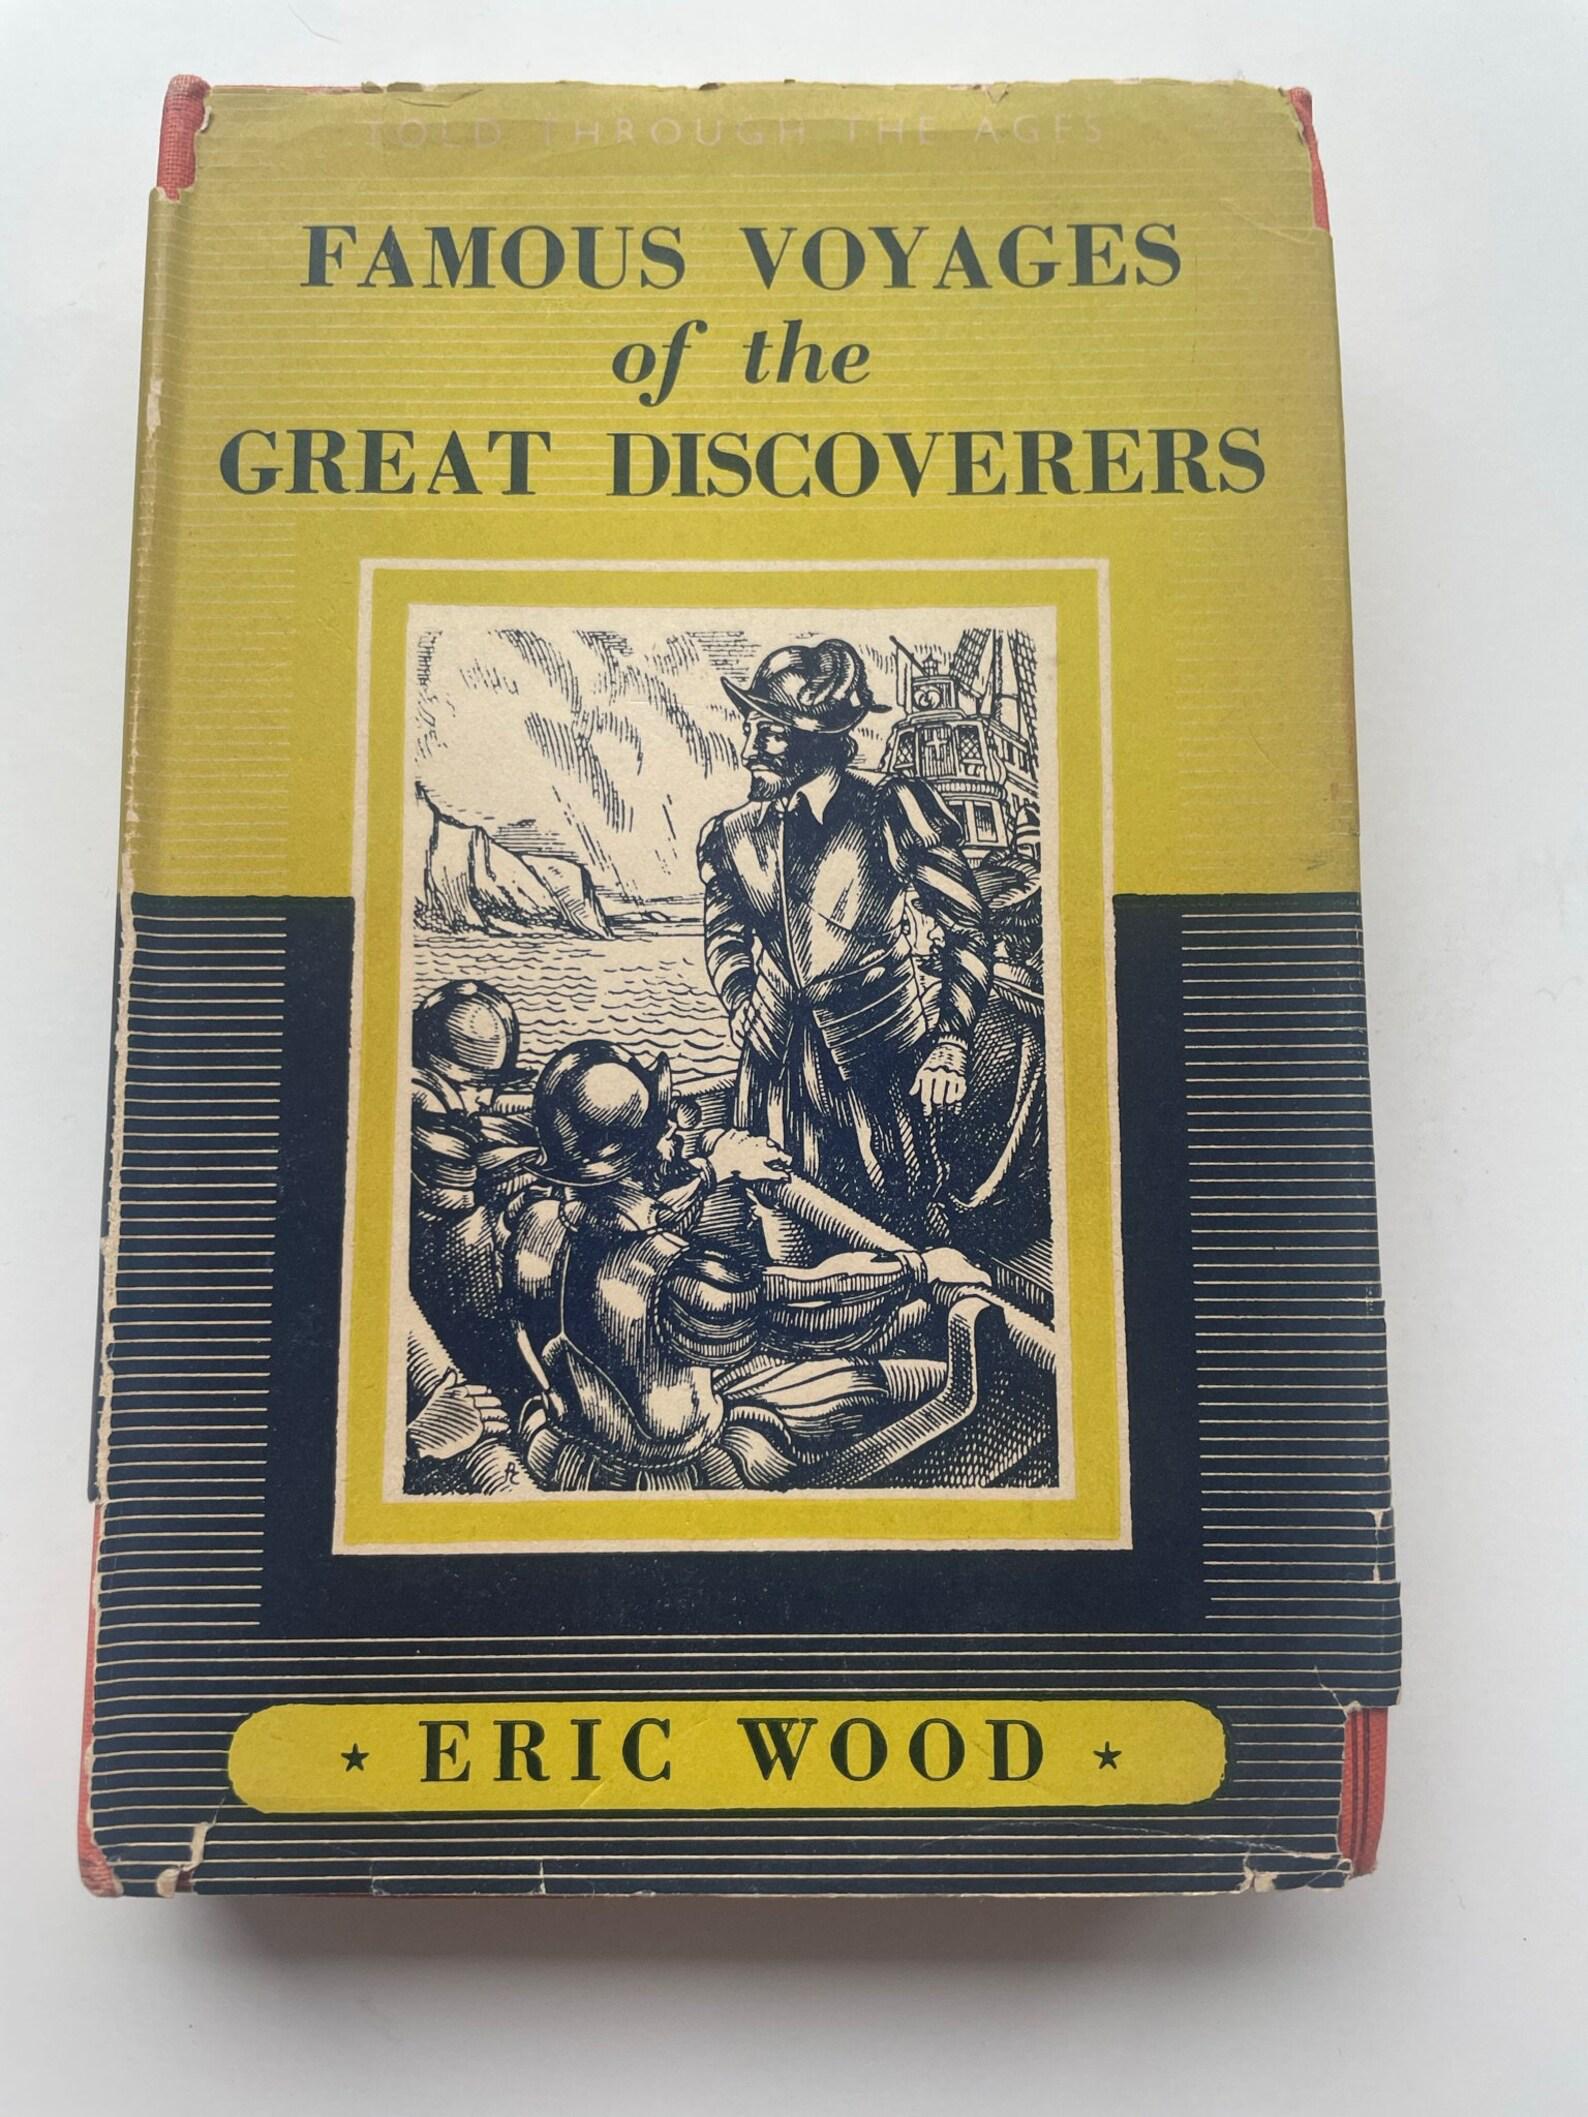 TOLD THROUGH THE AGES
FAMOUS VOYAGES
of the
GREAT DISCOVERERS
★ ERIC WOOD ★